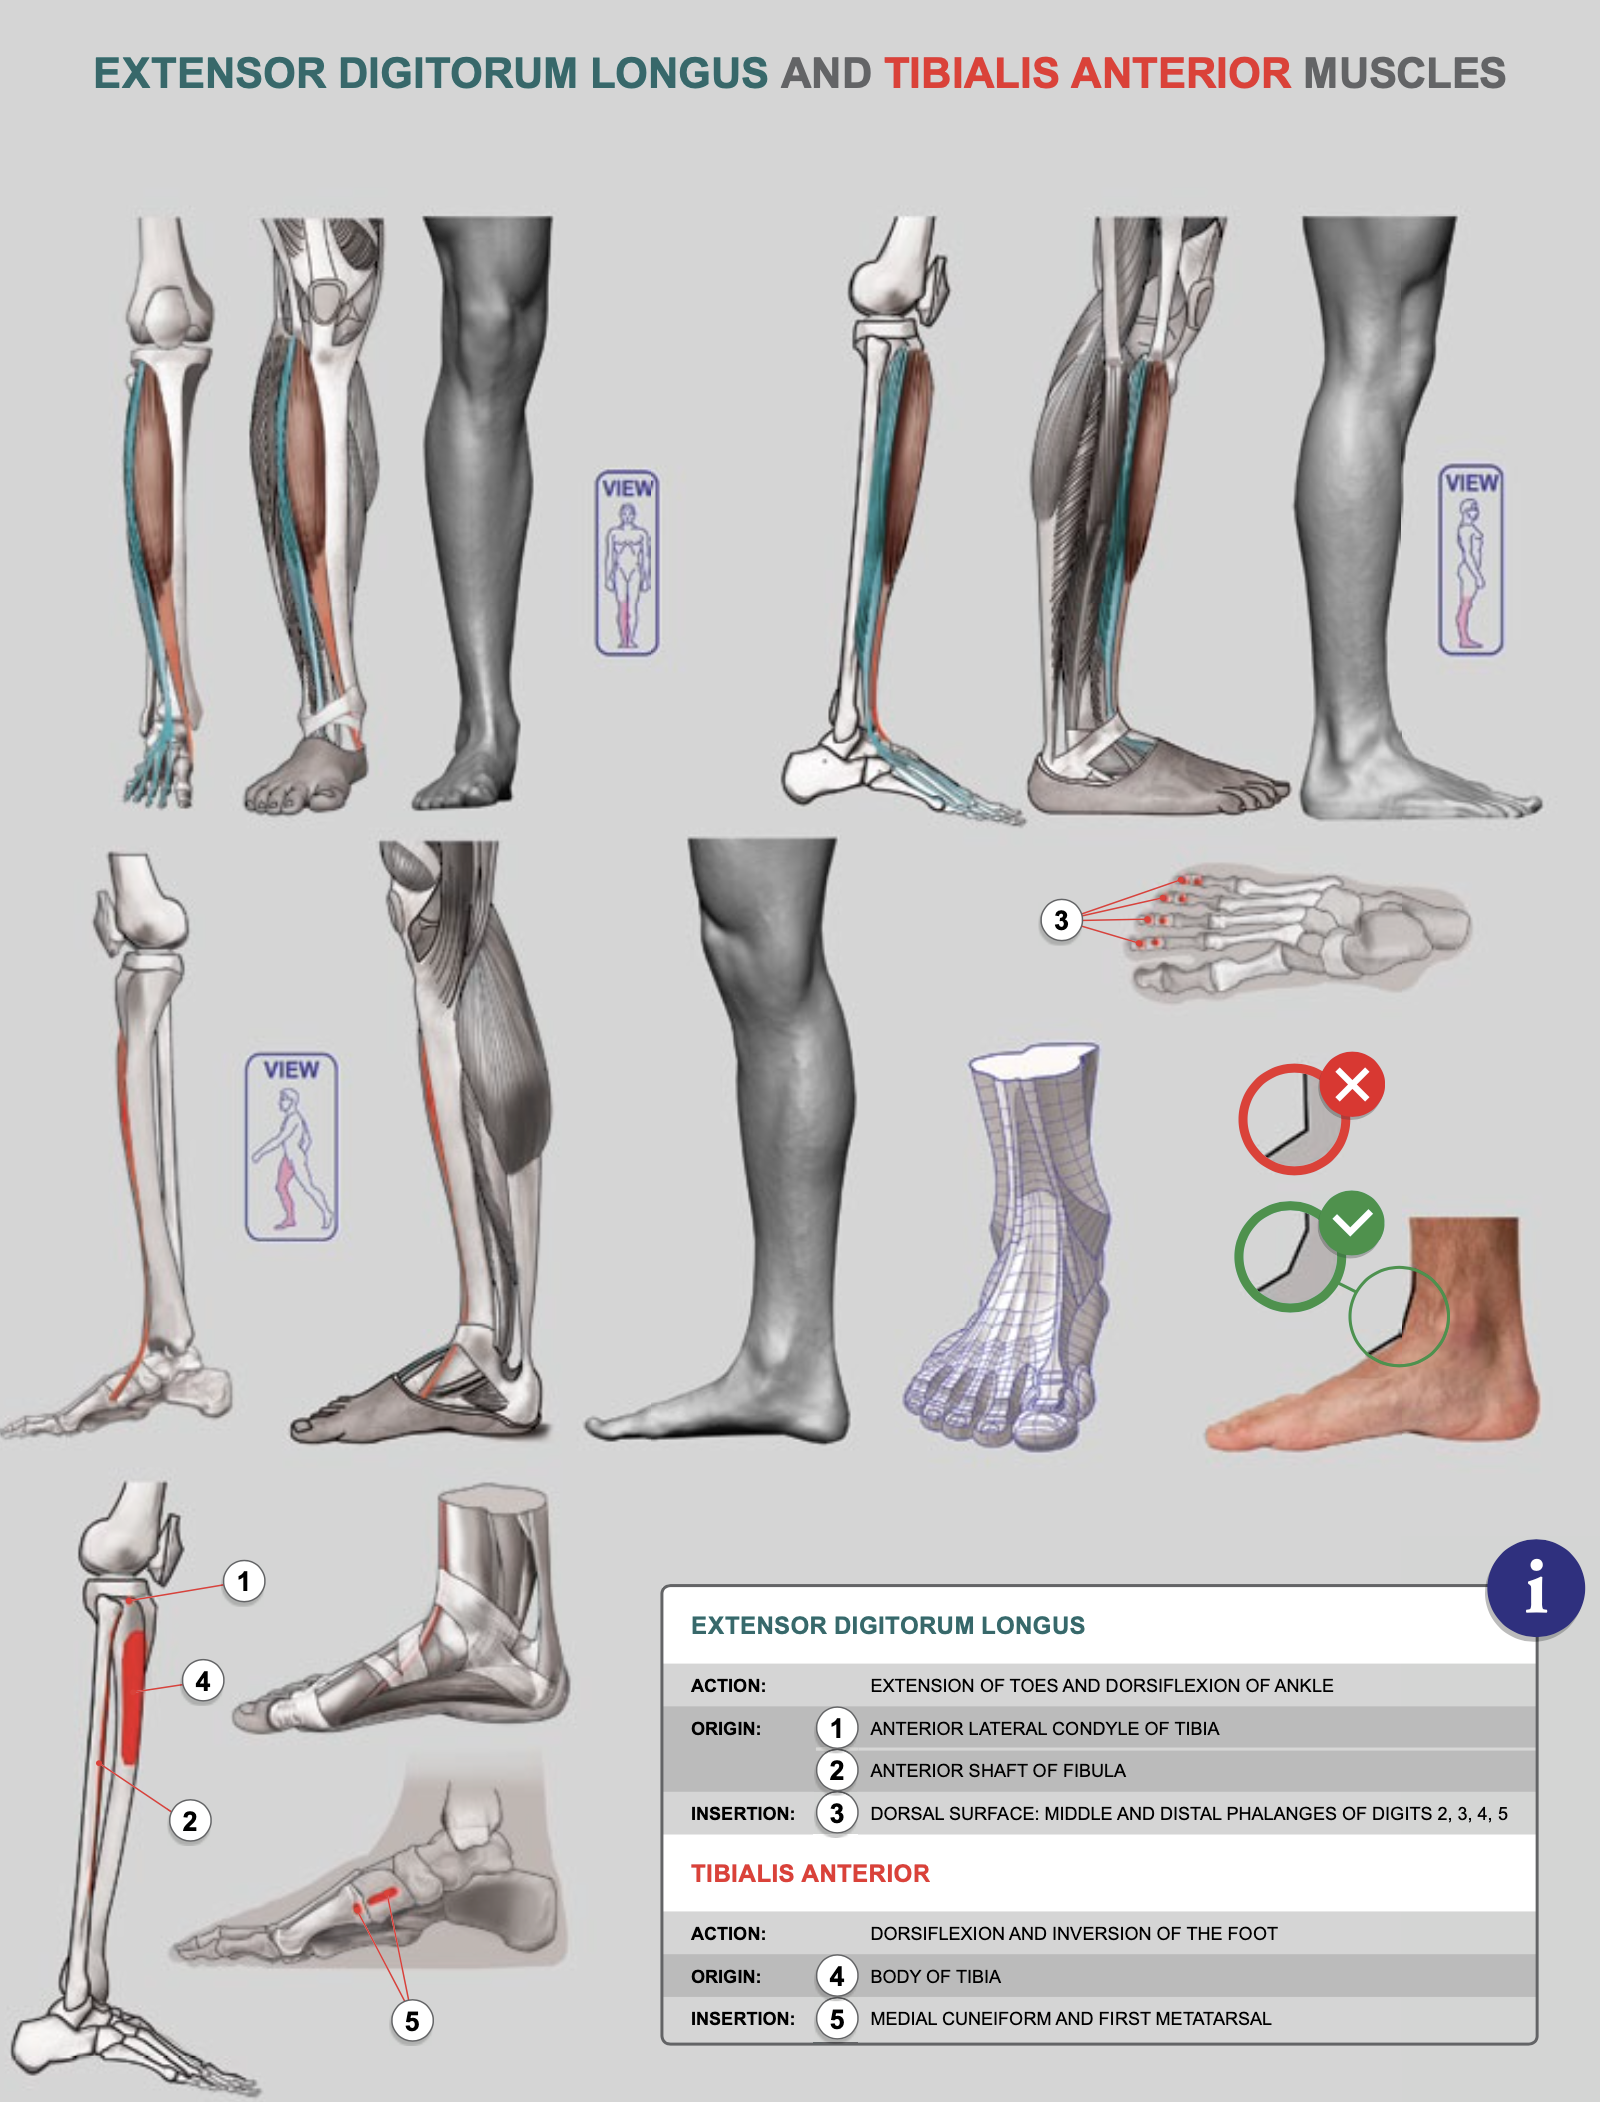 EXTENSOR DIGITORUM LONGUS AND TIBIALIS ANTERIOR MUSCLES
VIEW
VIEW
3
VIEW
1
4
2
5
i
EXTENSOR DIGITORUM LONGUS
ACTION: EXTENSION OF TOES AND DORSIFLEXION OF ANKLE
ORIGIN: 1 ANTERIOR LATERAL CONDYLE OF TIBIA
2 ANTERIOR SHAFT OF FIBULA
INSERTION: 3 DORSAL SURFACE: MIDDLE AND DISTAL PHALANGES OF DIGITS 2, 3, 4, 5
TIBIALIS ANTERIOR
ACTION: DORSIFLEXION AND INVERSION OF THE FOOT
ORIGIN: 4 BODY OF TIBIA
INSERTION: 5 MEDIAL CUNEIFORM AND FIRST METATARSAL